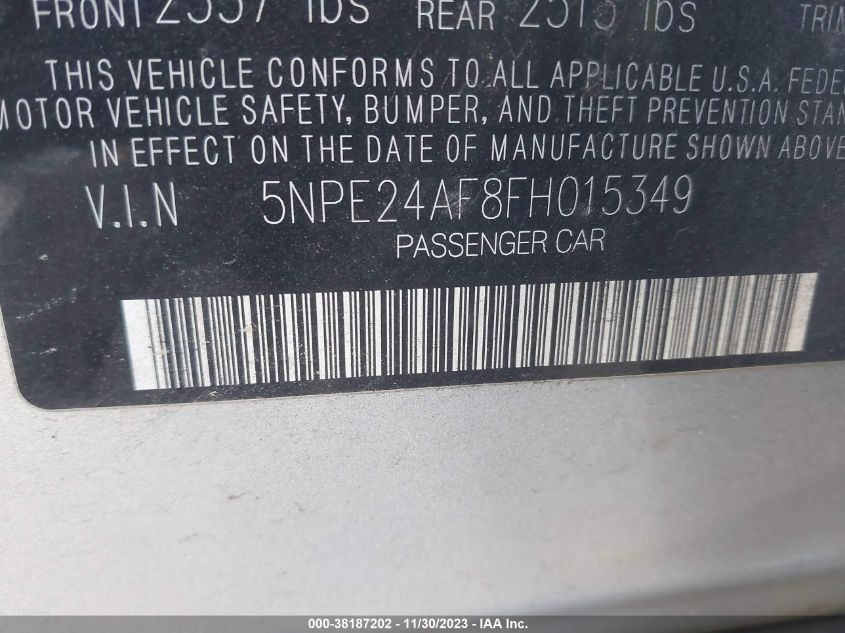 FRONT 2557 lbs REAR 2513 lbs TRIM
THIS VEHICLE CONFORMS TO ALL APPLICABLE U.S.A. FEDE
MOTOR VEHICLE SAFETY, BUMPER, AND THEFT PREVENTION STAN
IN EFFECT ON THE DATE OF MANUFACTURE SHOWN ABOVE
V.I.N 5NPE24AF8FH015349
PASSENGER CAR
000-38187202 - 11/30/2023 - IAA Inc.